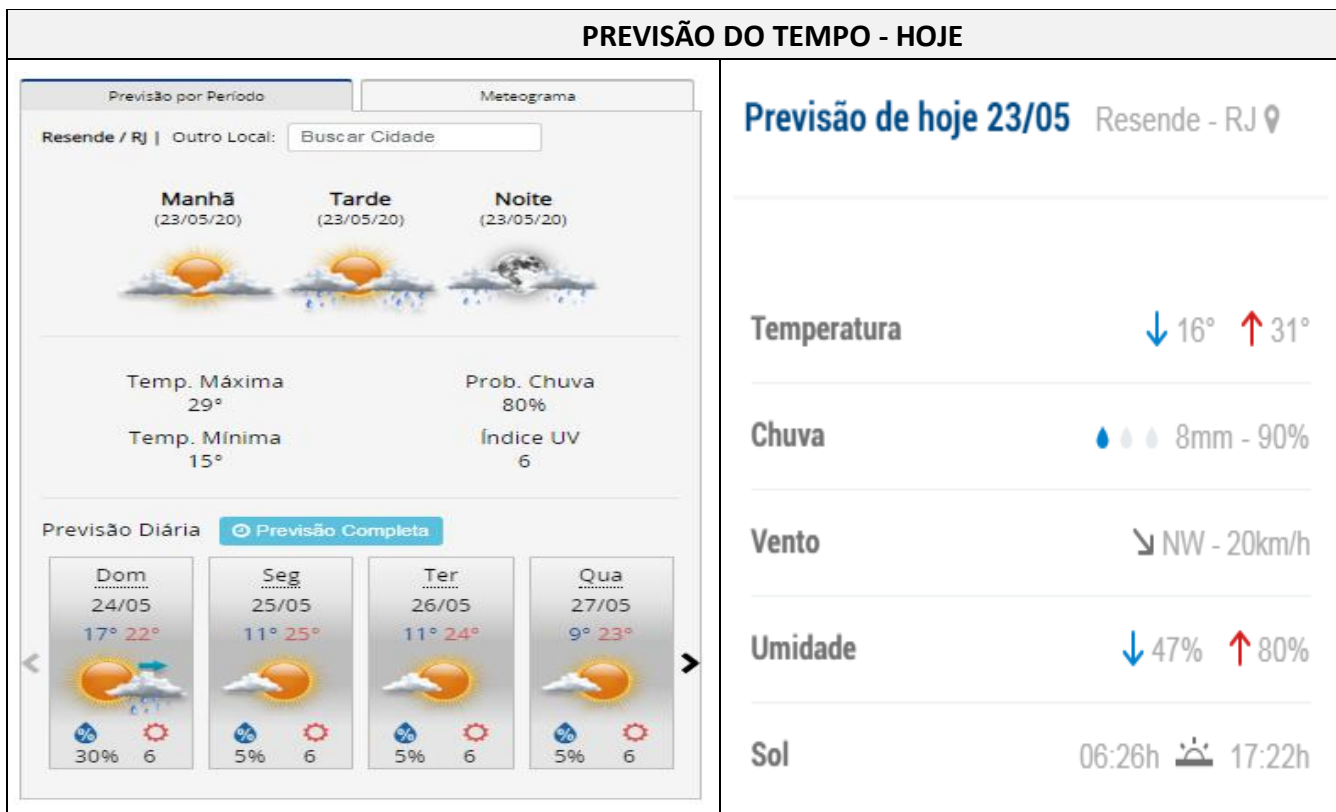 PREVISÃO DO TEMPO - HOJE
Previsão por Período
Meteograma
Resende / RJ | Outro Local: Buscar Cidade
Manhã Tarde Noite
(23/05/20) (23/05/20) (23/05/20)
Temp. Máxima Prob. Chuva
29° 80%
Temp. Mínima Índice UV
15° 6
Previsão Diária Previsão Completa
Dom Seg Ter Qua
24/05 25/05 26/05 27/05
17° 22° 11° 25° 11° 24° 9° 23°
% % % %
30% 6 5% 6 5% 6 5% 6
Previsão de hoje 23/05 Resende - RJ
Temperatura 16° 31°
Chuva 8mm - 90%
Vento NW - 20km/h
Umidade 47% 80%
Sol 06:26h 17:22h